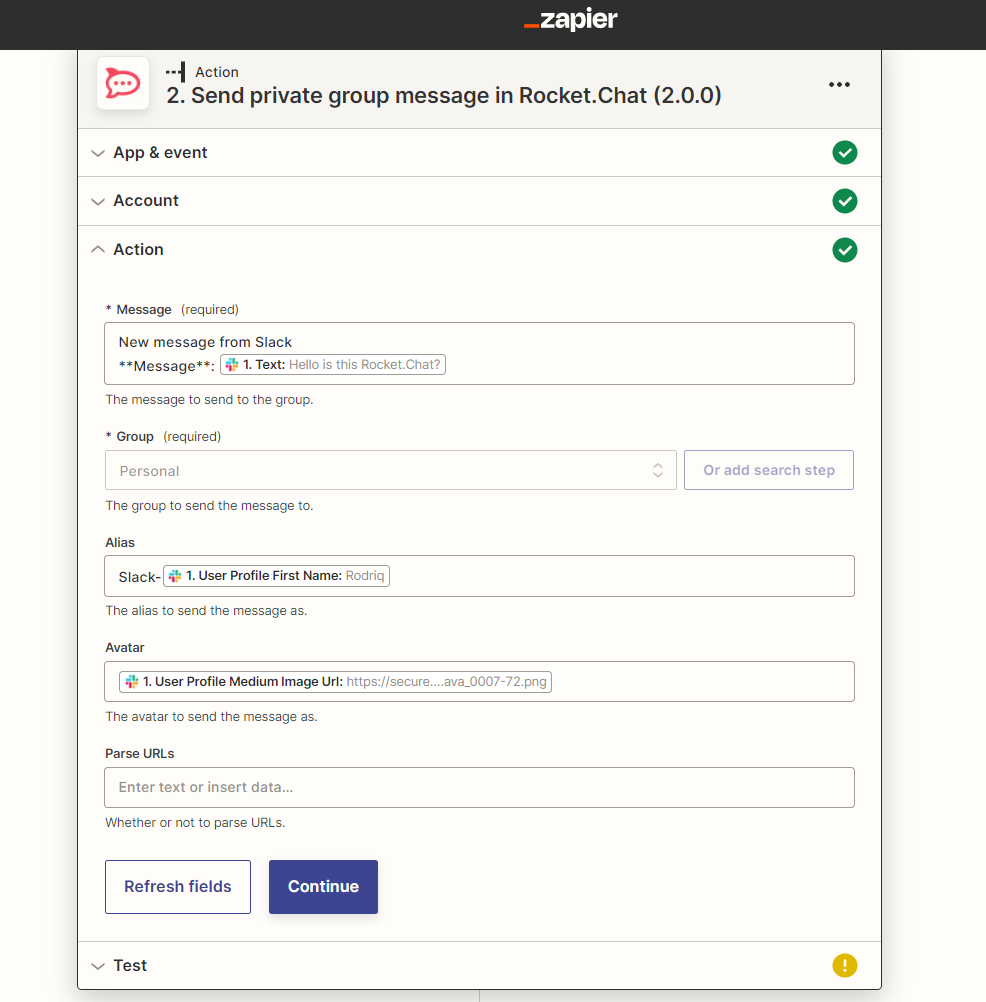 zapier
Action
2. Send private group message in Rocket.Chat (2.0.0)
App & event
Account
Action
* Message (required)
New message from Slack
**Message**: 1. Text: Hello is this Rocket.Chat?
The message to send to the group.
* Group (required)
Personal
Or add search step
The group to send the message to.
Alias
Slack- 1. User Profile First Name: Rodriq
The alias to send the message as.
Avatar
1. User Profile Medium Image Url: https://secure....ava_0007-72.png
The avatar to send the message as.
Parse URLs
Enter text or insert data...
Whether or not to parse URLs.
Refresh fields
Continue
Test